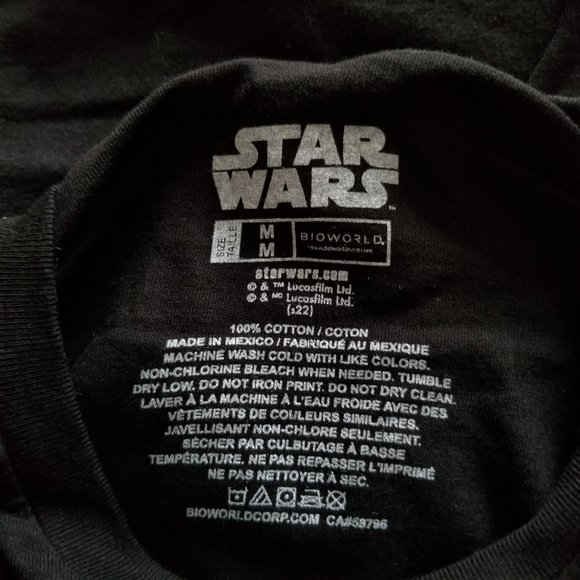 STAR
WARS
SIZE
TAILLE
M
M
BIOWORLD
starwars.com
© & ™ Lucasfilm Ltd.
© & MC Lucasfilm Ltd.
(s22)
100% COTTON / COTON
MADE IN MEXICO / FABRIQUÉ AU MEXIQUE
MACHINE WASH COLD WITH LIKE COLORS.
NON-CHLORINE BLEACH WHEN NEEDED. TUMBLE
DRY LOW. DO NOT IRON PRINT. DO NOT DRY CLEAN.
LAVER À LA MACHINE À L'EAU FROIDE AVEC DES
VÊTEMENTS DE COULEURS SIMILAIRES.
JAVELLISANT NON-CHLORE SEULEMENT.
SÉCHER PAR CULBUTAGE À BASSE
TEMPÉRATURE. NE PAS REPASSER L'IMPRIMÉ
NE PAS NETTOYER À SEC.
BIOWORLDCORP.COM CA#58796